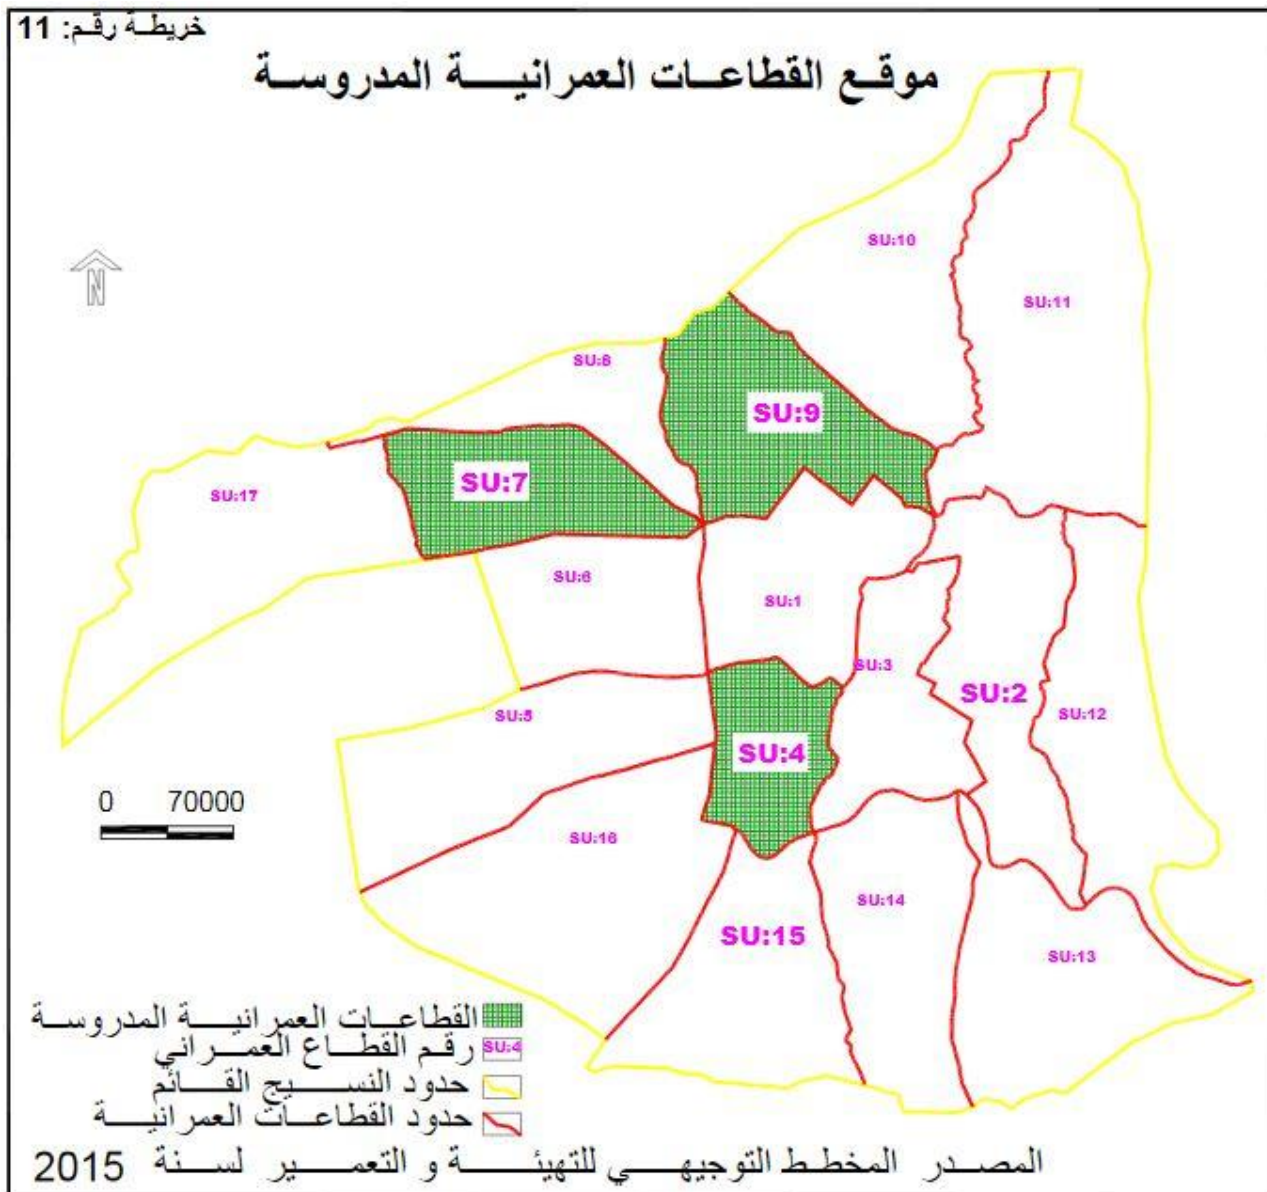 خريطة رقم: 11
موقع القطاعات العمرانية المدروسة
SU:10
SU:11
SU:8
SU:9
SU:7
SU:17
SU:6
SU:1
SU:3
SU:2
SU:12
SU:5
SU:4
N
0 70000
SU:16
SU:14
SU:15
SU:13
القطاعات العمرانية المدروسة
رقم القطاع العمراني SU:4
حدود النسيج القائم
حدود القطاعات العمرانية
المصدر المخطط التوجيهي للتهيئة و التعمير لسنة 2015